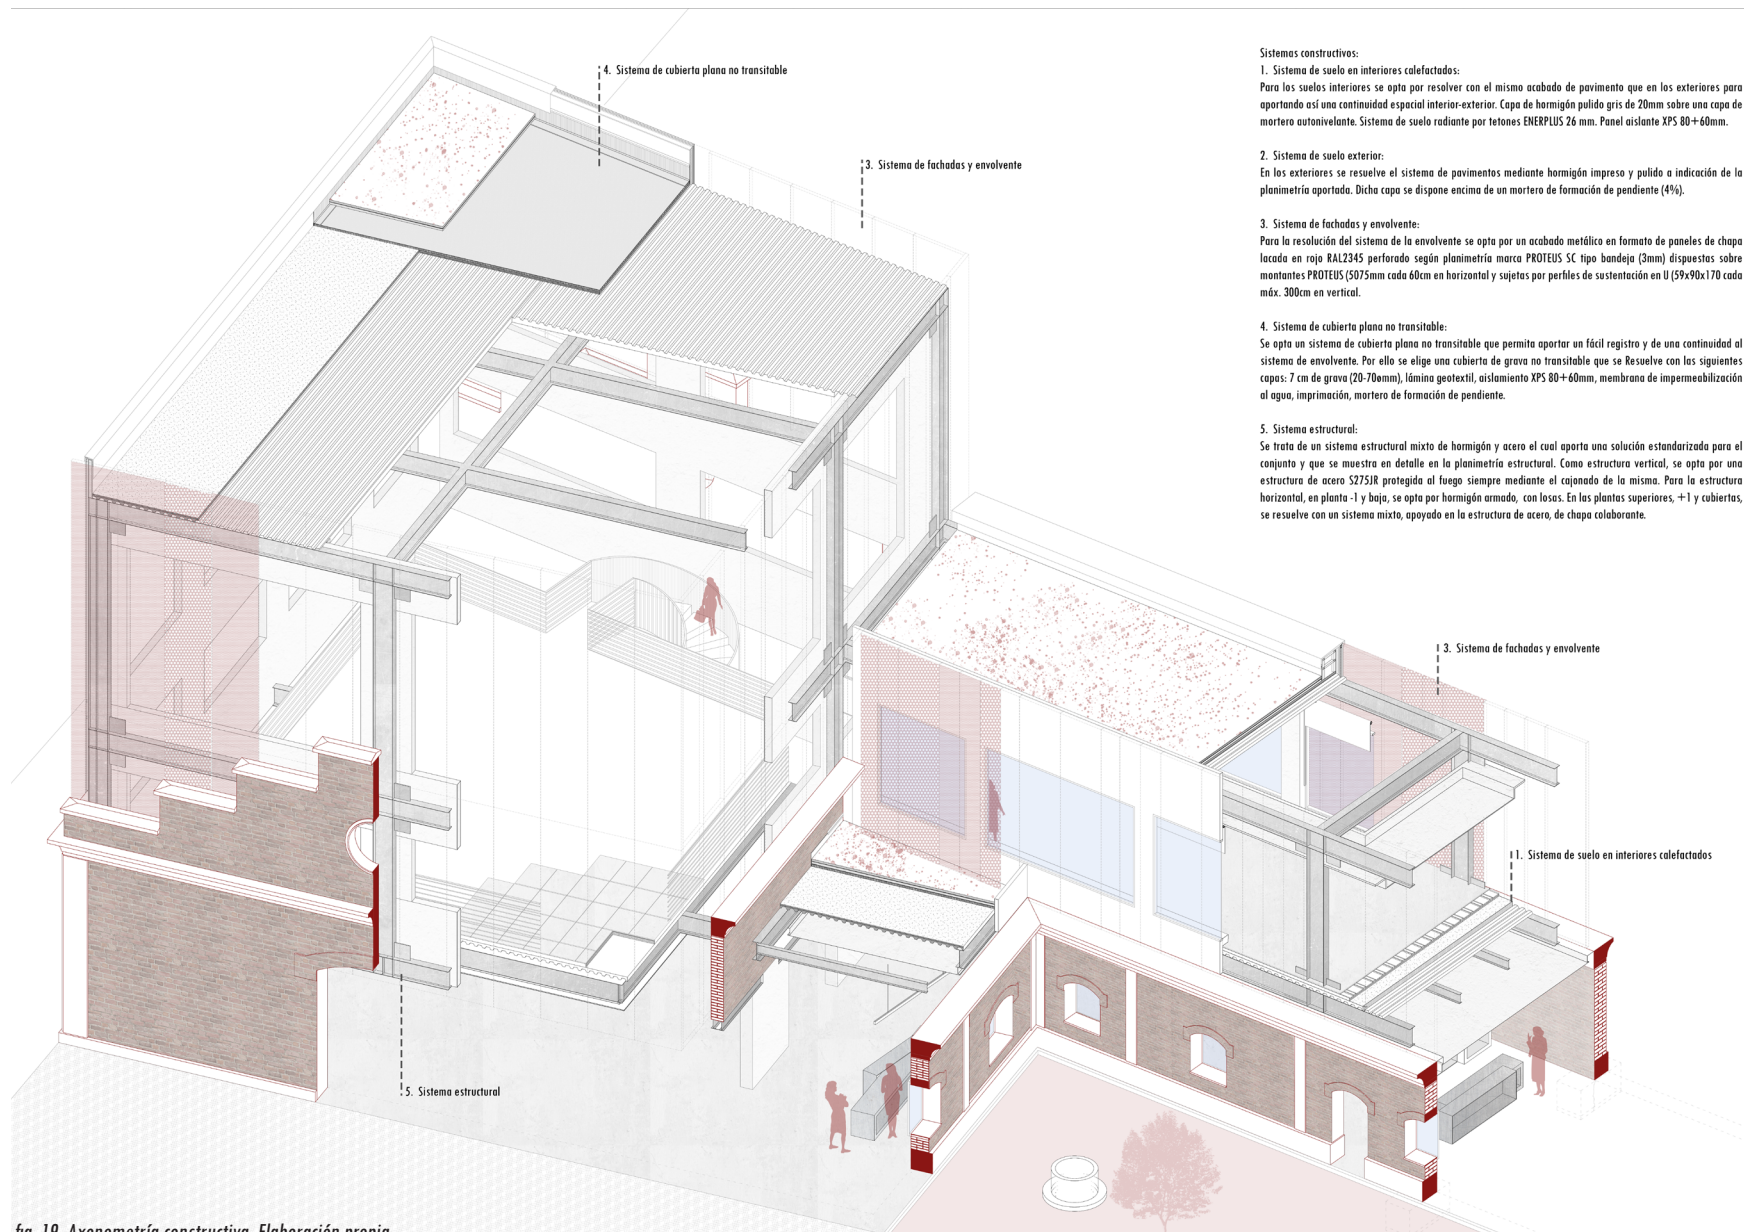 4. Sistema de cubierta plana no transitable
3. Sistema de fachadas y envolvente
Sistemas constructivos:
1. Sistema de suelo en interiores calefactados:
Para los suelos interiores se opta por resolver con el mismo acabado de pavimento que en los exteriores para
aportando así una continuidad espacial interior-exterior. Capa de hormigón pulido gris de 20mm sobre una capa de
mortero autonivelante. Sistema de suelo radiante por tetones ENERPLUS 26 mm. Panel aislante XPS 80+60mm.
2. Sistema de suelo exterior:
En los exteriores se resuelve el sistema de pavimentos mediante hormigón impreso y pulido a indicación de la
planimetría aportada. Dicha capa se dispone encima de un mortero de formación de pendiente (4%).
3. Sistema de fachadas y envolvente:
Para la resolución del sistema de la envolvente se opta por un acabado metálico en formato de paneles de chapa
lacada en rojo RAL2345 perforado según planimetría marca PROTEUS SC tipo bandeja (3mm) dispuestas sobre
montantes PROTEUS (5075mm cada 60cm en horizontal y sujetas por perfiles de sustentación en U (59x90x170 cada
máx. 300cm en vertical.
4. Sistema de cubierta plana no transitable:
Se opta un sistema de cubierta plana no transitable que permita aportar un fácil registro y de una continuidad al
sistema de envolvente. Por ello se elige una cubierta de grava no transitable que se Resuelve con las siguientes
capas: 7 cm de grava (20-70ømm), lámina geotextil, aislamiento XPS 80+60mm, membrana de impermeabilización
al agua, imprimación, mortero de formación de pendiente.
5. Sistema estructural:
Se trata de un sistema estructural mixto de hormigón y acero el cual aporta una solución estandarizada para el
conjunto y que se muestra en detalle en la planimetría estructural. Como estructura vertical, se opta por una
estructura de acero S275JR protegida al fuego siempre mediante el cajonado de la misma. Para la estructura
horizontal, en planta -1 y baja, se opta por hormigón armado, con losas. En las plantas superiores, +1 y cubiertas,
se resuelve con un sistema mixto, apoyado en la estructura de acero, de chapa colaborante.
3. Sistema de fachadas y envolvente
1. Sistema de suelo en interiores calefactados
5. Sistema estructural
fig. 19. Axonometría constructiva. Elaboración propia